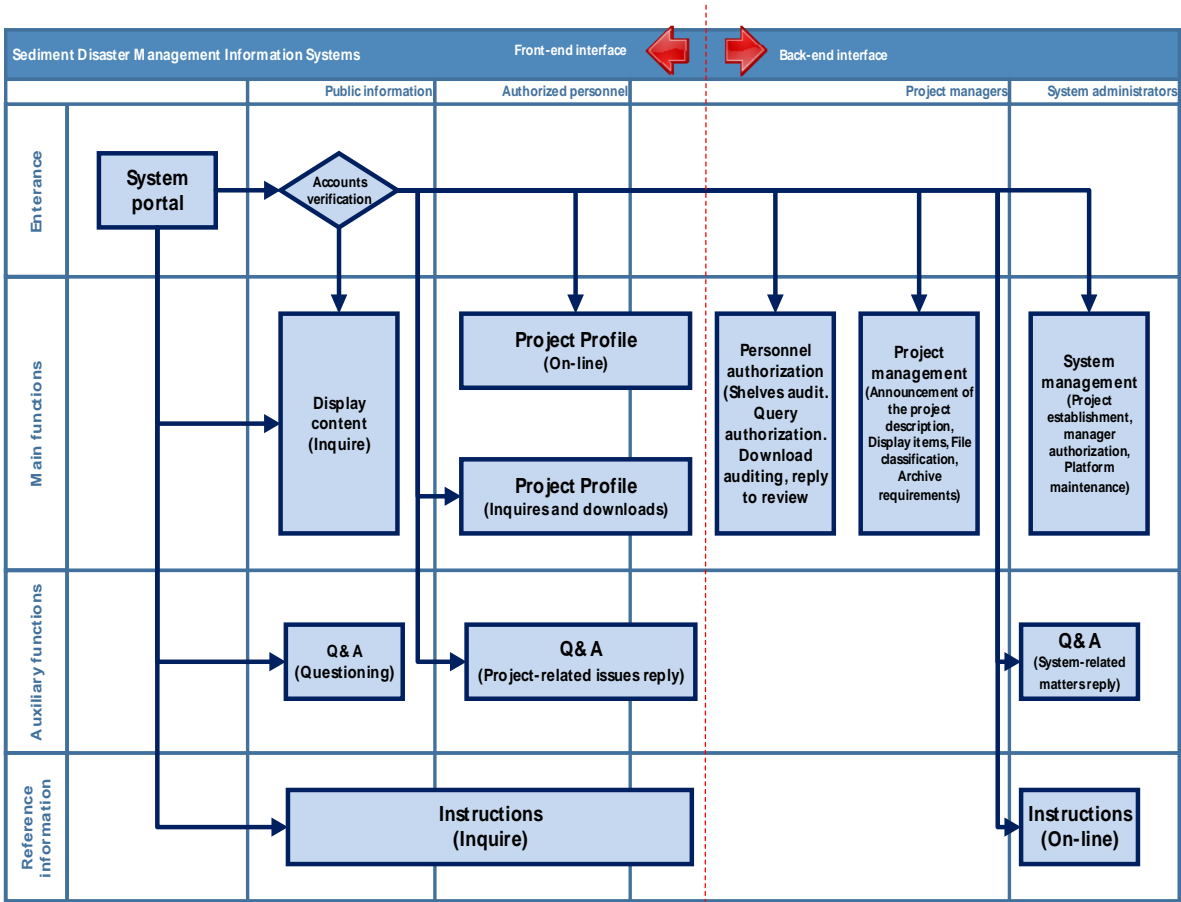 Sediment Disaster Management Information Systems
Front-end interface
Back-end interface
Public information
Authorized personnel
Project managers
System administrators
Enterance
System
portal
Accounts
verification
Main functions
Display
content
(Inquire)
Project Profile
(On-line)
Project Profile
(Inquires and downloads)
Personnel
authorization
(Shelves audit.
Query
authorization.
Download
auditing, reply
to review
Project
management
(Announcement of
the project
description,
Display items, File
classification,
Archive
requirements)
System
management
(Project
establishment,
manager
authorization,
Platform
maintenance)
Auxiliary functions
Q&A
(Questioning)
Q&A
(Project-related issues reply)
Q&A
(System-related
matters reply)
Reference
information
Instructions
(Inquire)
Instructions
(On-line)